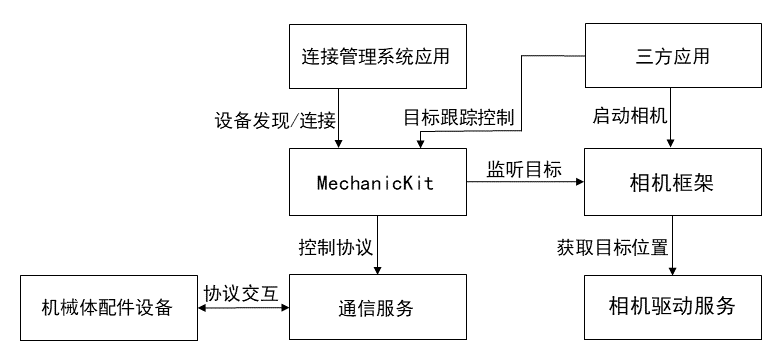 连接管理系统应用
三方应用
设备发现/连接
目标跟踪控制
启动相机
MechanicKit
监听目标
相机框架
控制协议
获取目标位置
机械体配件设备
协议交互
通信服务
相机驱动服务